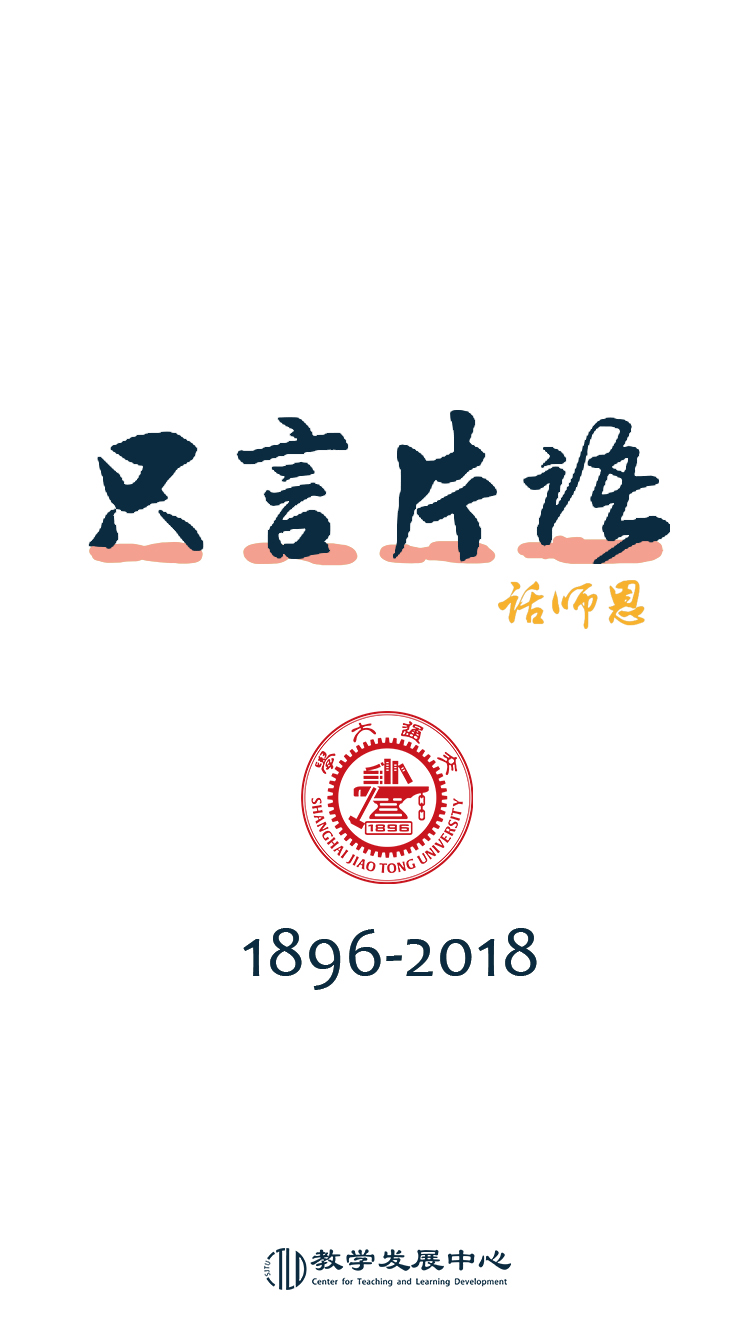 只言片语
话师恩
交通大學
1896
SHANGHAI JIAO TONG UNIVERSITY
1896-2018
SJTU CTLD 教学发展中心
Center for Teaching and Learning Development